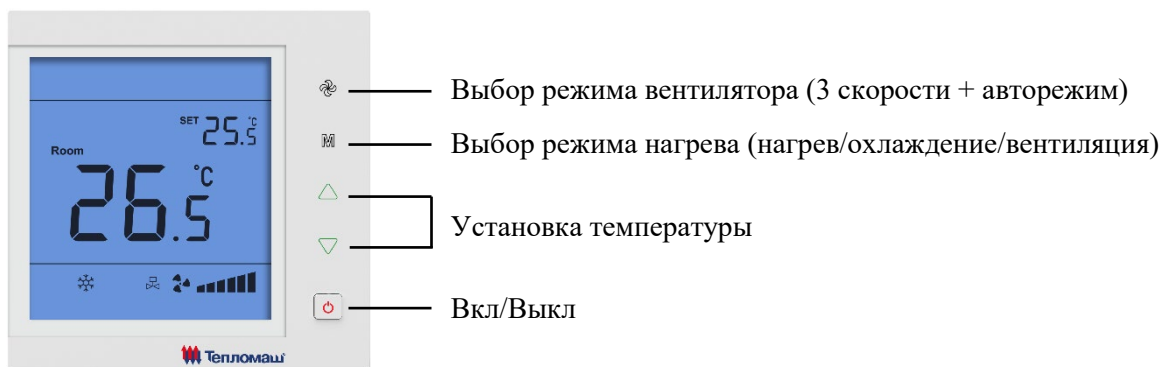 Выбор режима вентилятора (3 скорости + авторежим)
SET 25.5 °C
M
Выбор режима нагрева (нагрев/охлаждение/вентиляция)
Room
26.5 °C
Установка температуры
Вкл/Выкл
Тепломаш